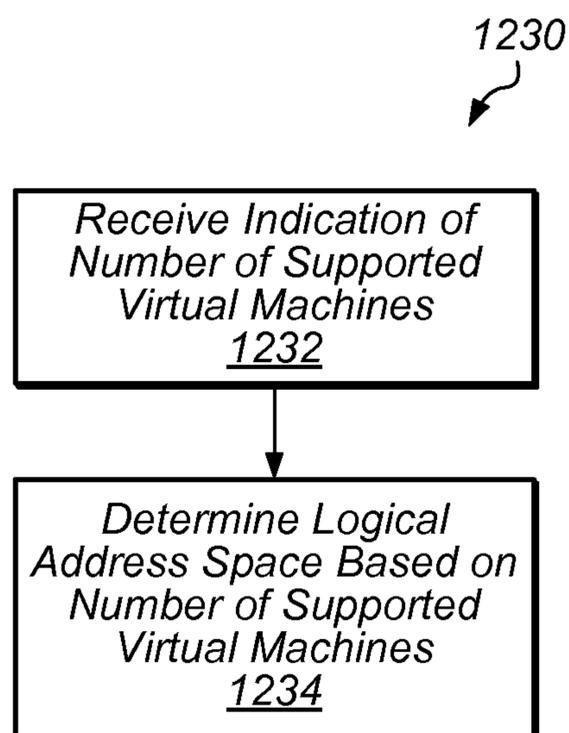 1230
Receive Indication of
Number of Supported
Virtual Machines
1232
Determine Logical
Address Space Based on
Number of Supported
Virtual Machines
1234